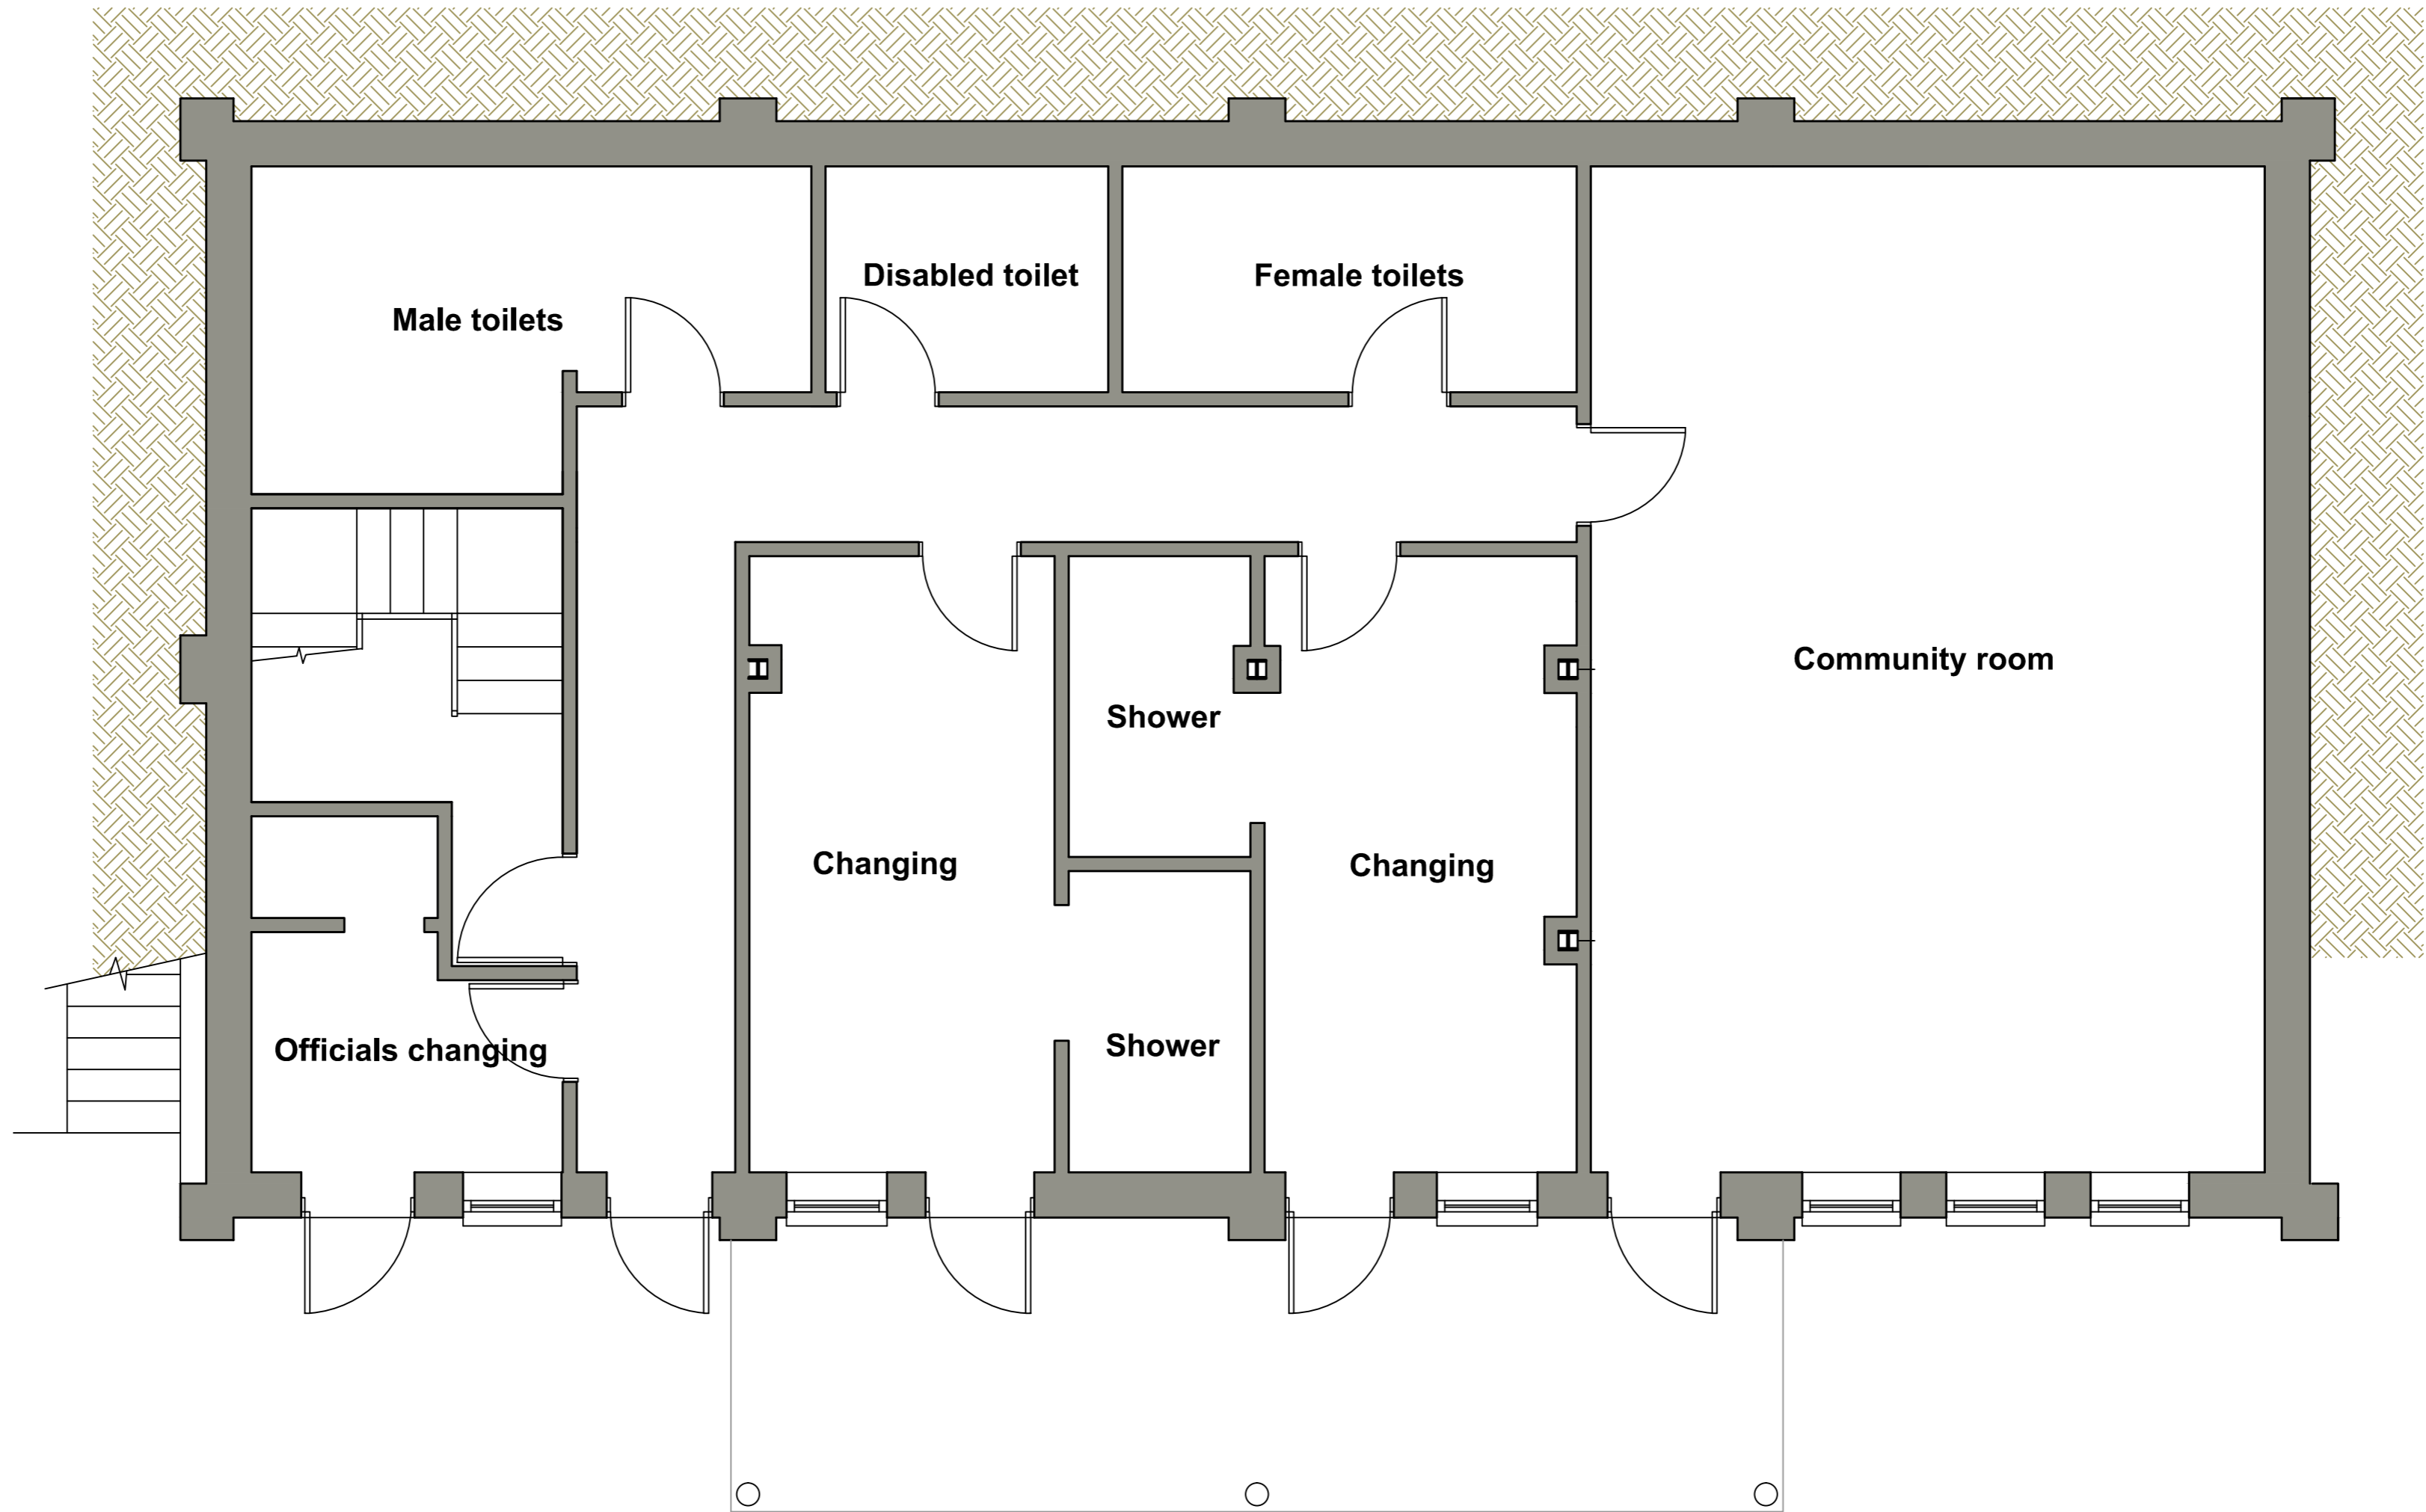 Disabled toilet
Female toilets
Male toilets
Community room
Shower
Changing
Changing
Shower
Officials changing